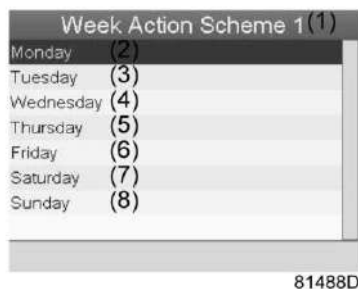 Week Action Scheme 1(1)
Monday (2)
Tuesday (3)
Wednesday (4)
Thursday (5)
Friday (6)
Saturday (7)
Sunday (8)
81488D